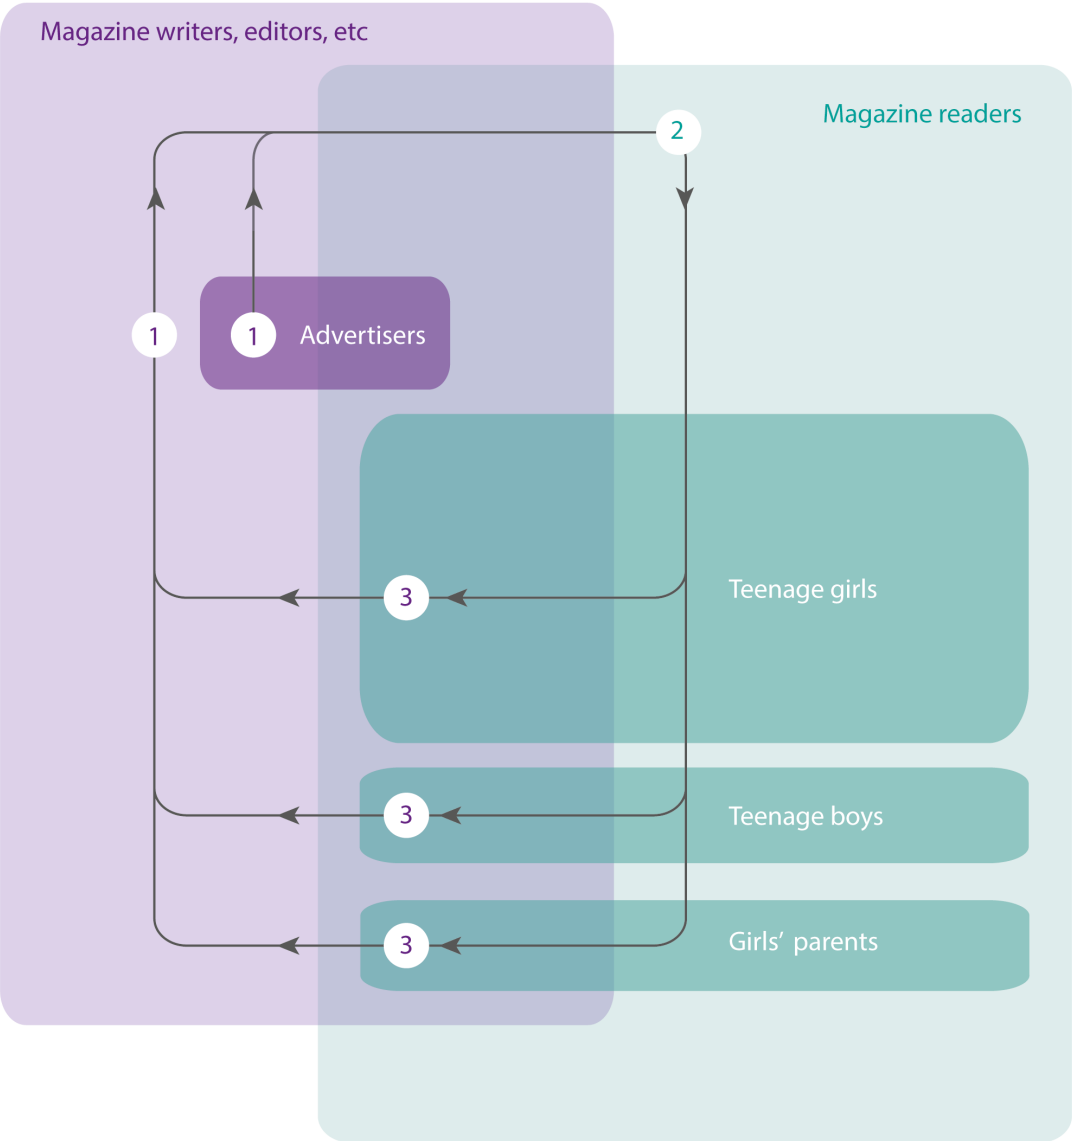 Magazine writers, editors, etc
Magazine readers
2
1
1
Advertisers
3
Teenage girls
3
Teenage boys
3
Girls’ parents